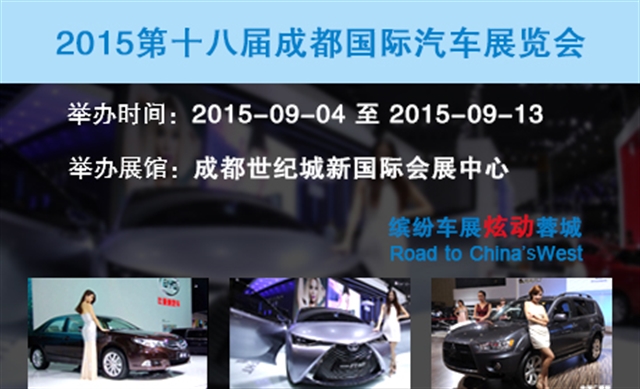 2015第十八届成都国际汽车展览会
举办时间：2015-09-04 至 2015-09-13
举办展馆：成都世纪城新国际会展中心
缤纷车展炫动蓉城
Road to China'sWest